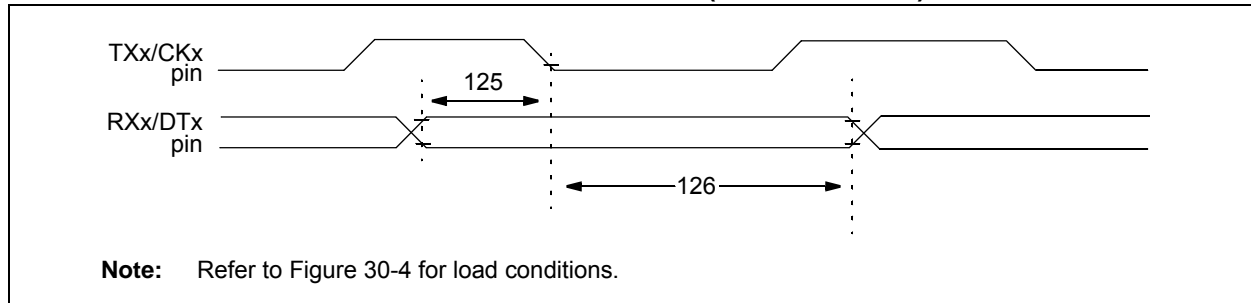 TXx/CKx
pin
125
RXx/DTx
pin
126
Note: Refer to Figure 30-4 for load conditions.